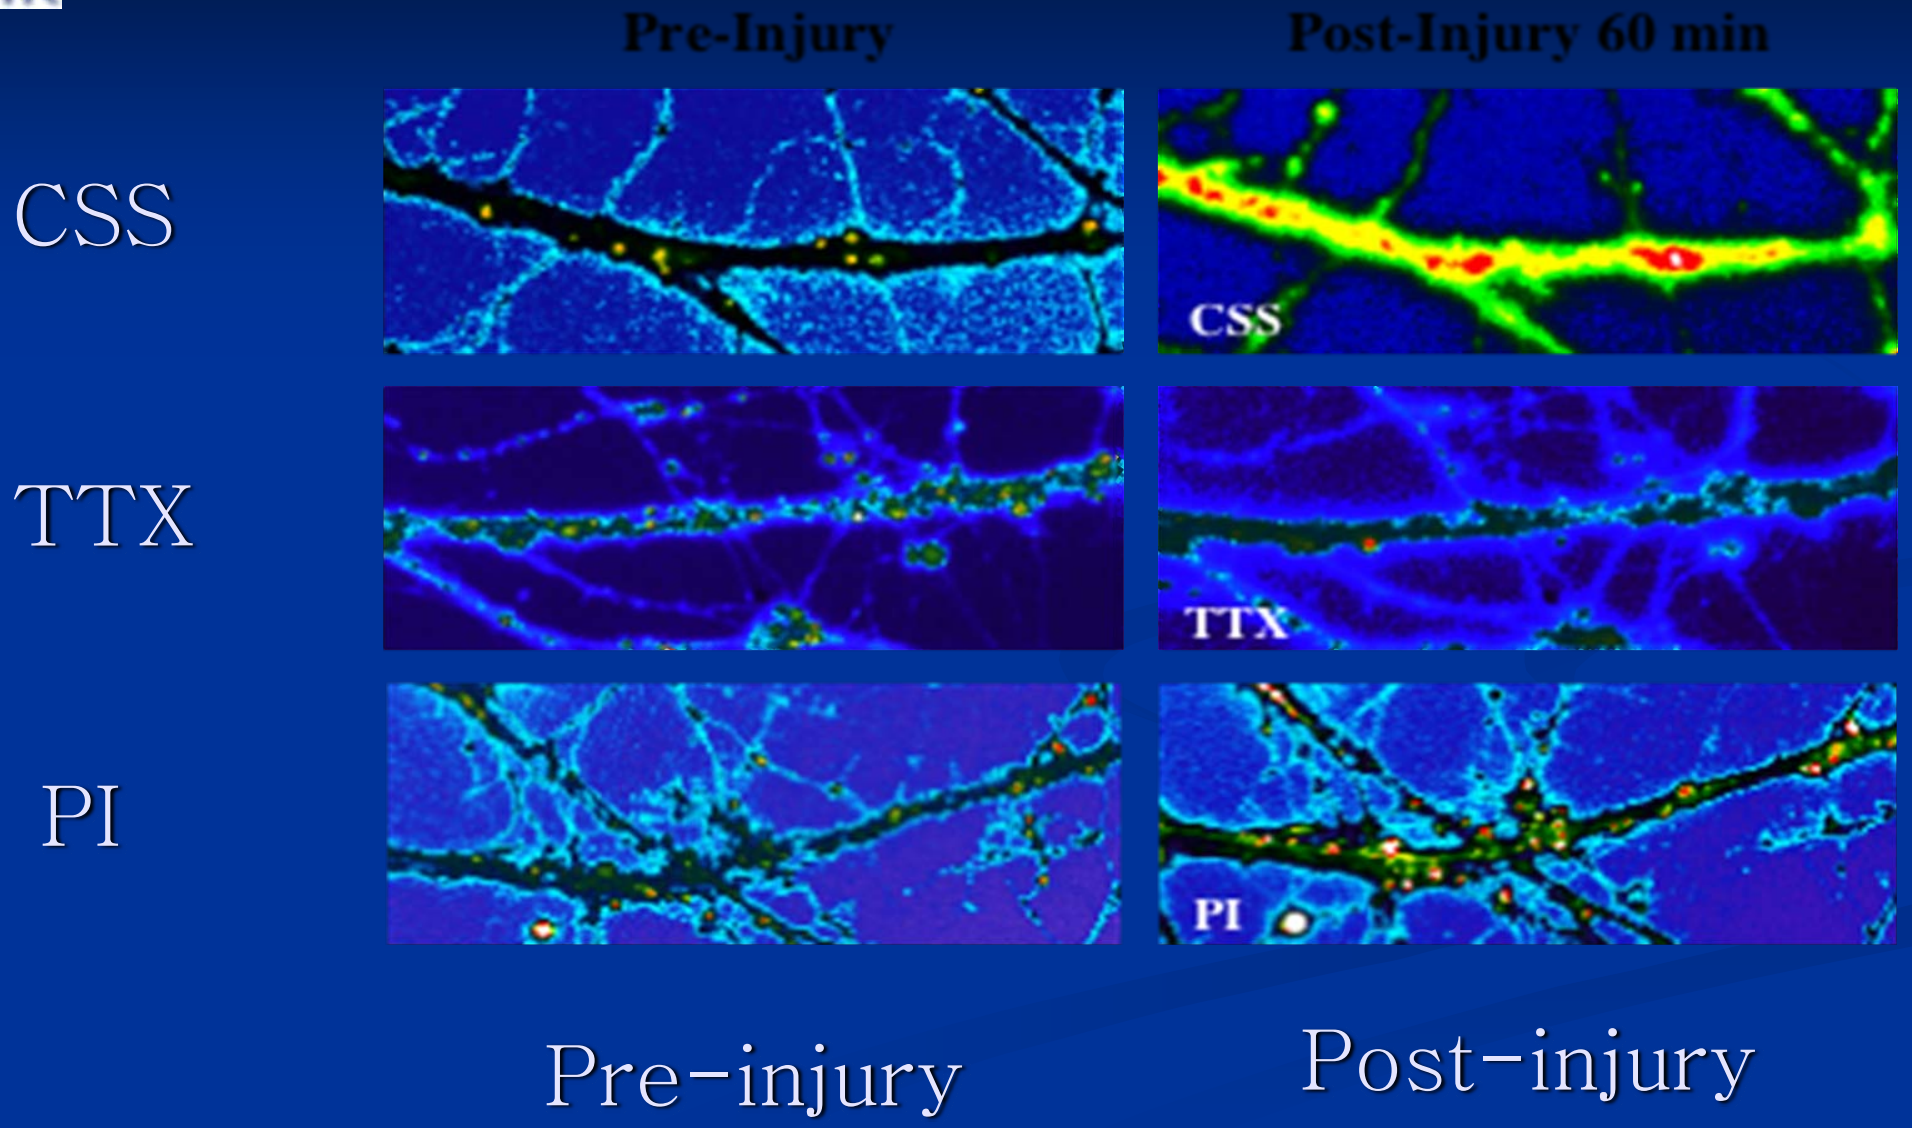 Pre-Injury Post-Injury 60 min
CSS
CSS
TTX
TTX
PI
PI
Pre-injury Post-injury